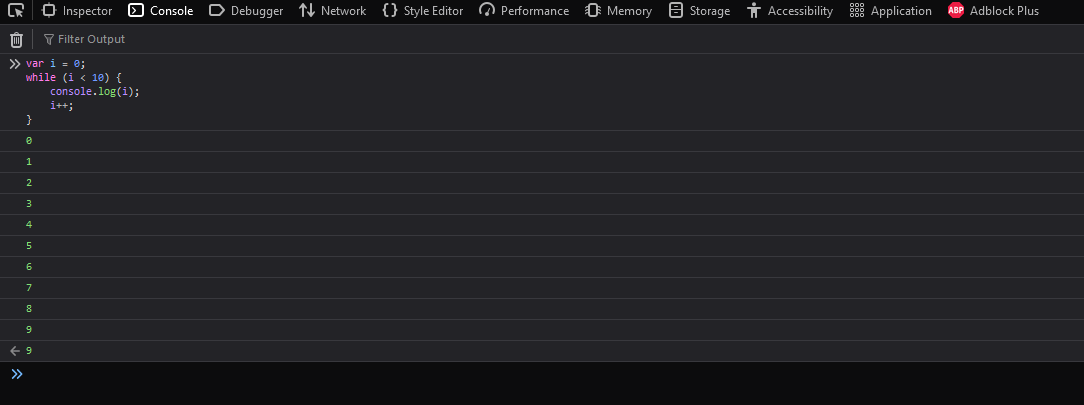 Inspector Console Debugger Network Style Editor Performance Memory Storage Accessibility Application ABP Adblock Plus
Filter Output
var i = 0;
while (i < 10) {
    console.log(i);
    i++;
}
0
1
2
3
4
5
6
7
8
9
9